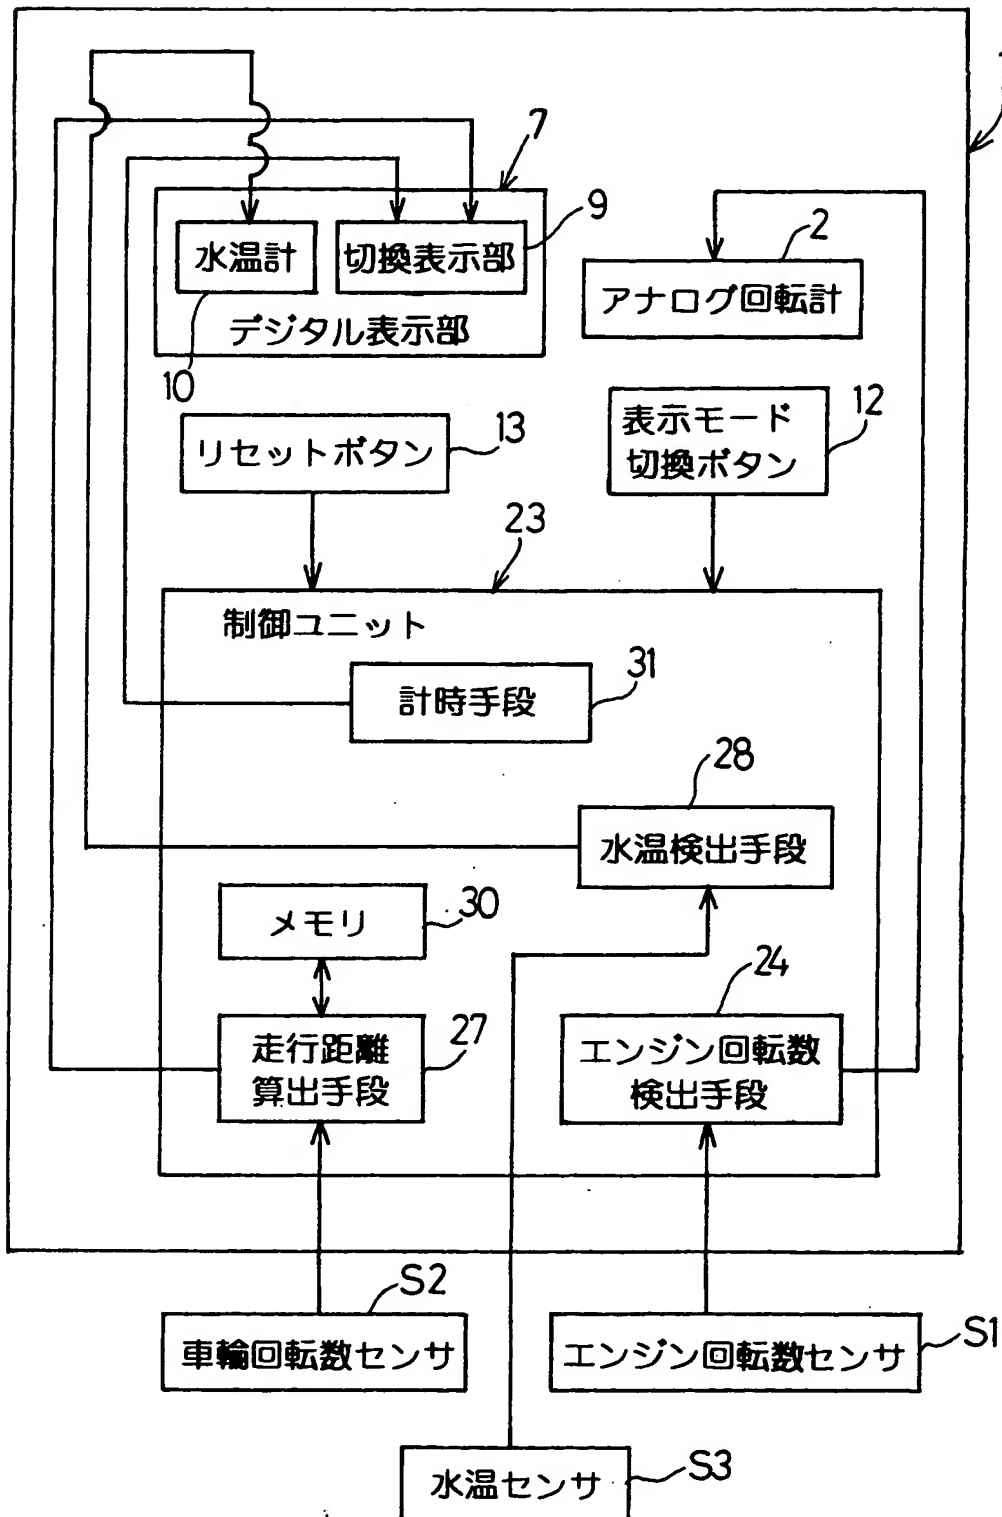 7
9
水温計
切換表示部
2
アナログ回転計
デジタル表示部
10
13
リセットボタン
12
表示モード
切換ボタン
23
制御ユニット
31
計時手段
28
水温検出手段
30
メモリ
24
27
走行距離
算出手段
エンジン回転数
検出手段
S2
車輪回転数センサ
S1
エンジン回転数センサ
S3
水温センサ